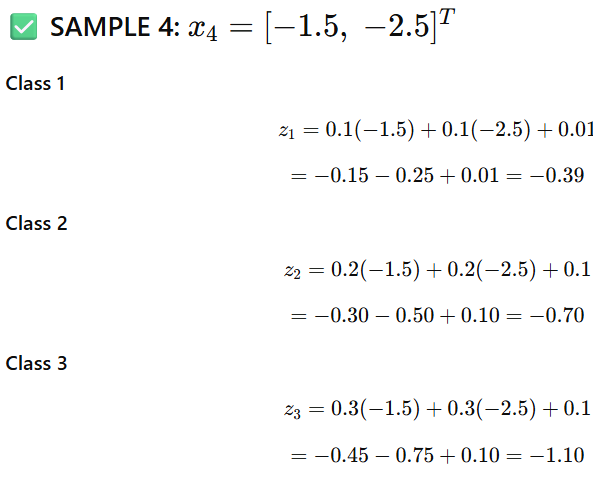 ✅ SAMPLE 4: x₄ = [−1.5, −2.5]ᵀ
Class 1
z₁ = 0.1(−1.5) + 0.1(−2.5) + 0.01
= −0.15 − 0.25 + 0.01 = −0.39
Class 2
z₂ = 0.2(−1.5) + 0.2(−2.5) + 0.1
= −0.30 − 0.50 + 0.10 = −0.70
Class 3
z₃ = 0.3(−1.5) + 0.3(−2.5) + 0.1
= −0.45 − 0.75 + 0.10 = −1.10